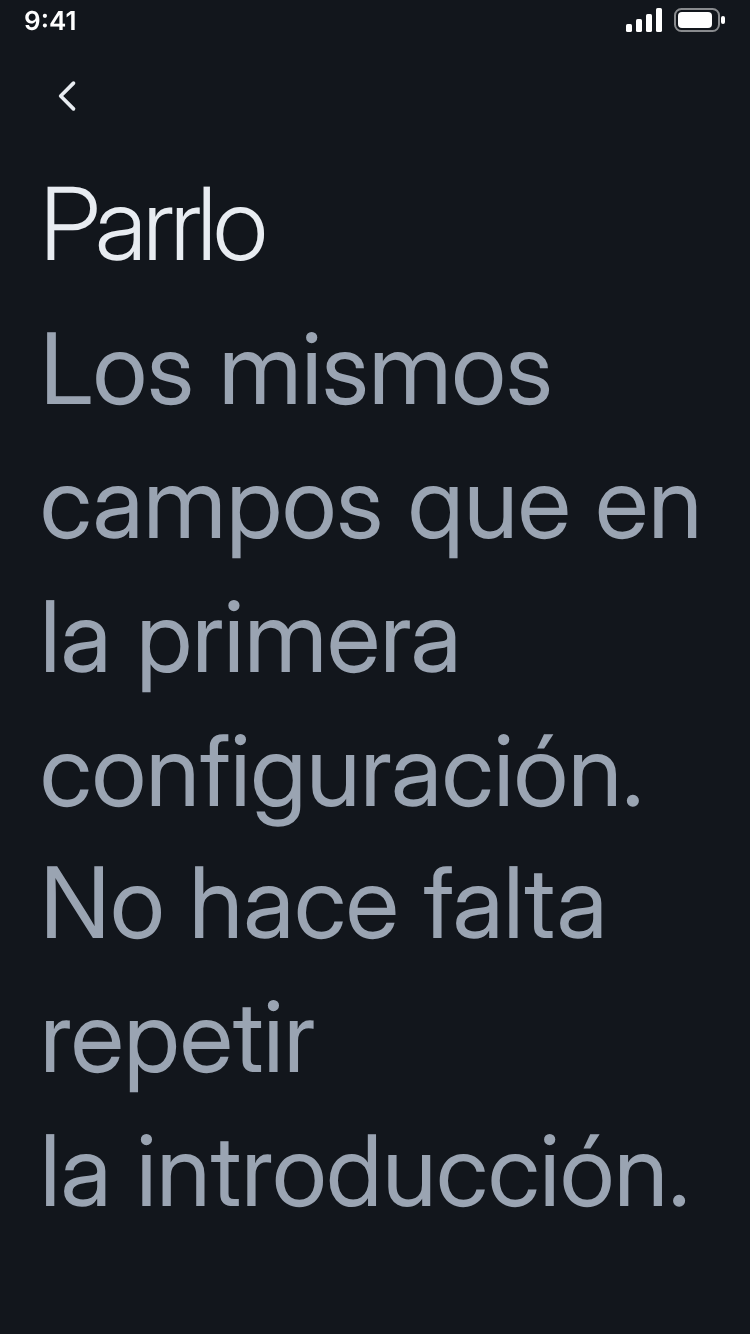 9:41
Parrlo
Los mismos
campos que en
la primera
configuración.
No hace falta
repetir
la introducción.